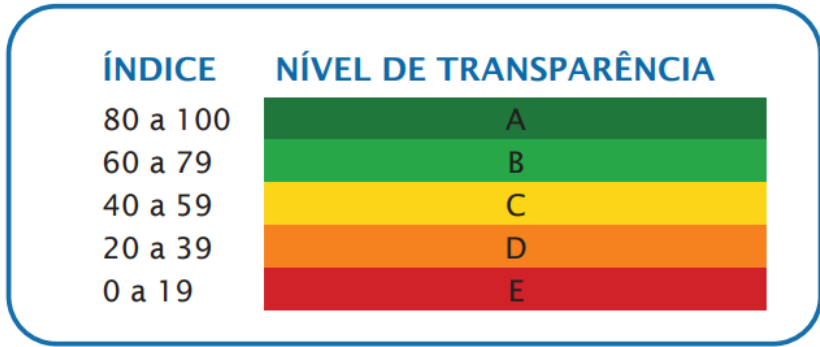 ÍNDICE NÍVEL DE TRANSPARÊNCIA
80 a 100 A
60 a 79 B
40 a 59 C
20 a 39 D
0 a 19 E